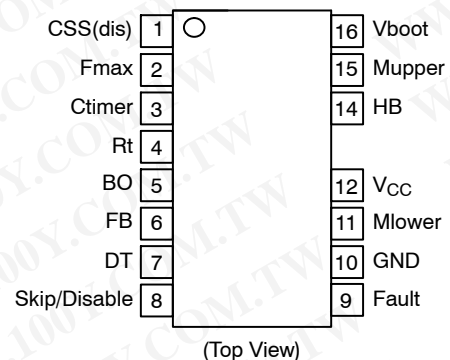 CSS(dis) 1 16 Vboot
Fmax 2 15 Mupper
Ctimer 3 14 HB
Rt 4
BO 5 12 VCC
FB 6 11 Mlower
DT 7 10 GND
Skip/Disable 8 9 Fault
(Top View)